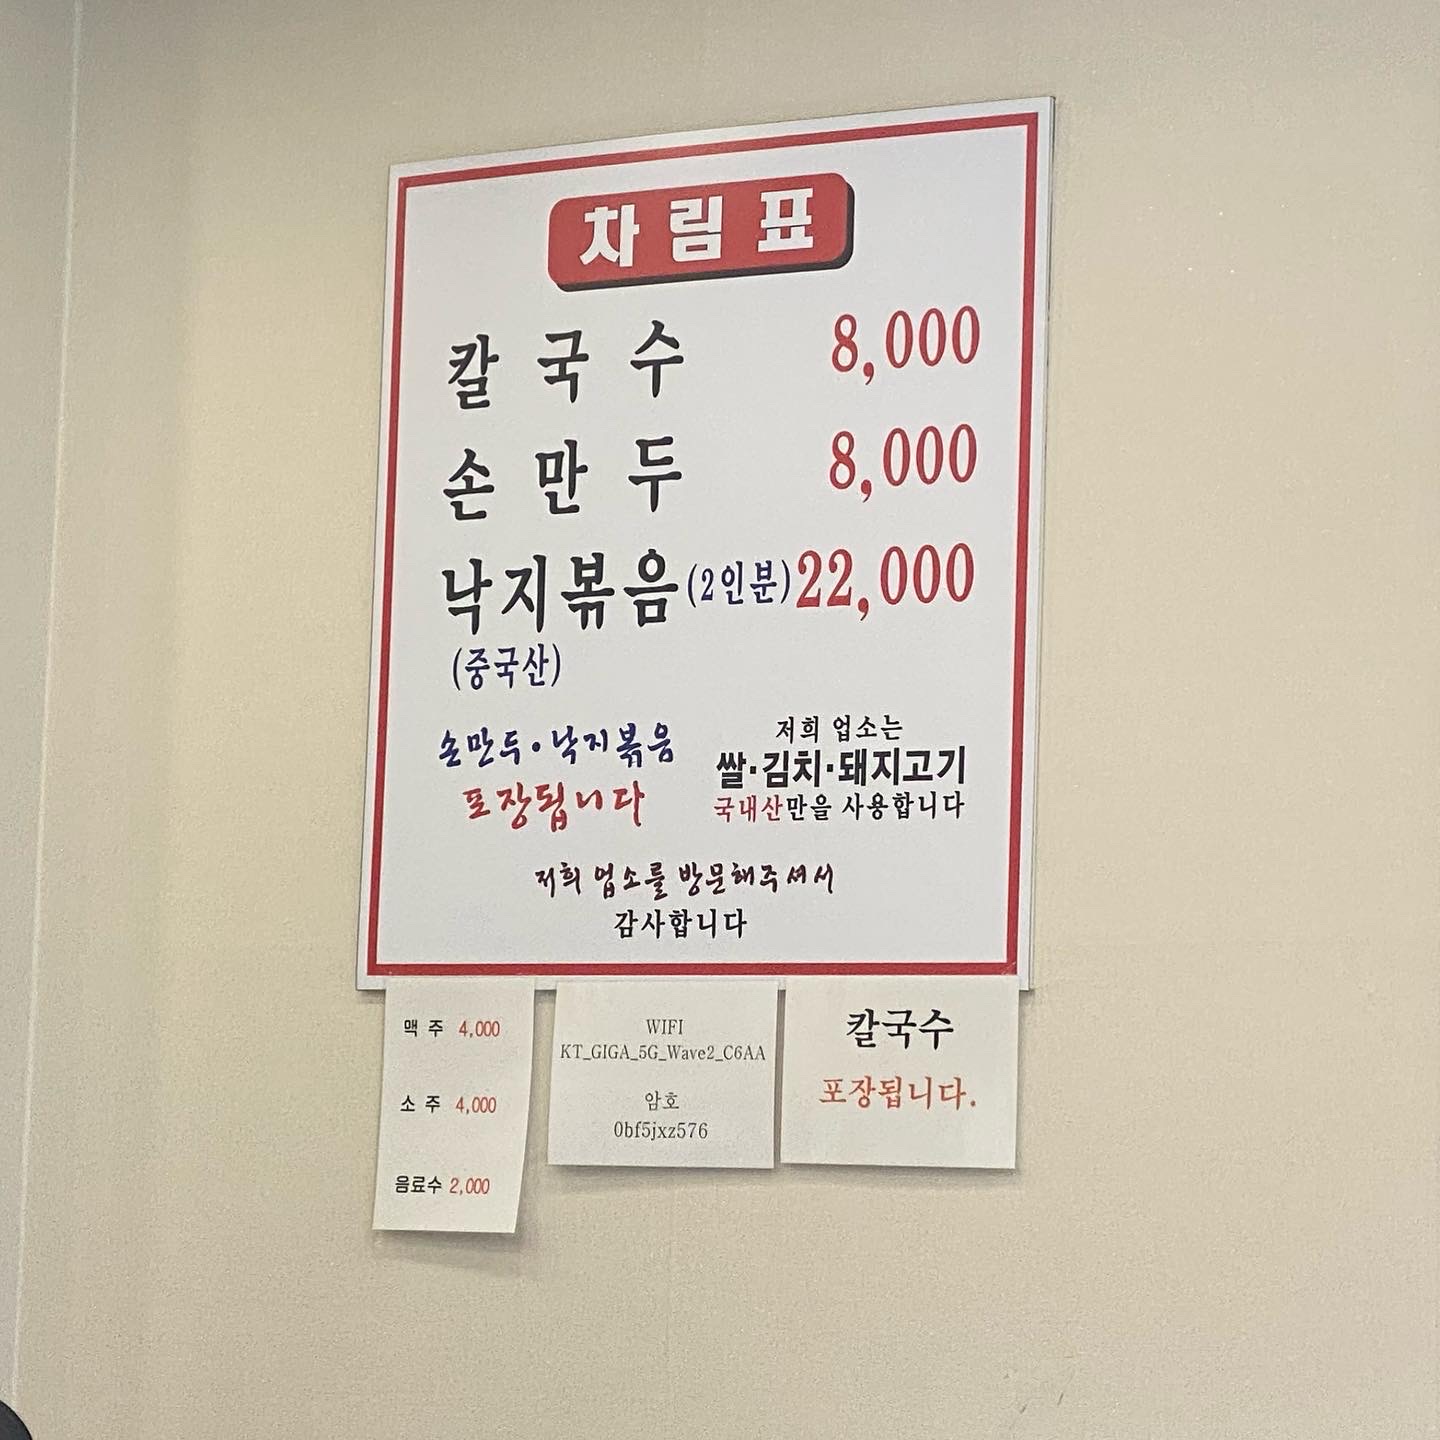 차림표
칼국수 8,000
손만두 8,000
낙지볶음(2인분)22,000
(중국산)
손만두·낙지볶음
포장됩니다
저희 업소는
쌀·김치·돼지고기
국내산만을 사용합니다
저희 업소를 방문해주셔서
감사합니다
맥주 4,000
소주 4,000
음료수 2,000
WIFI
KT_GIGA_5G_Wave2_C6AA
암호
0bf5jxz576
칼국수
포장됩니다.